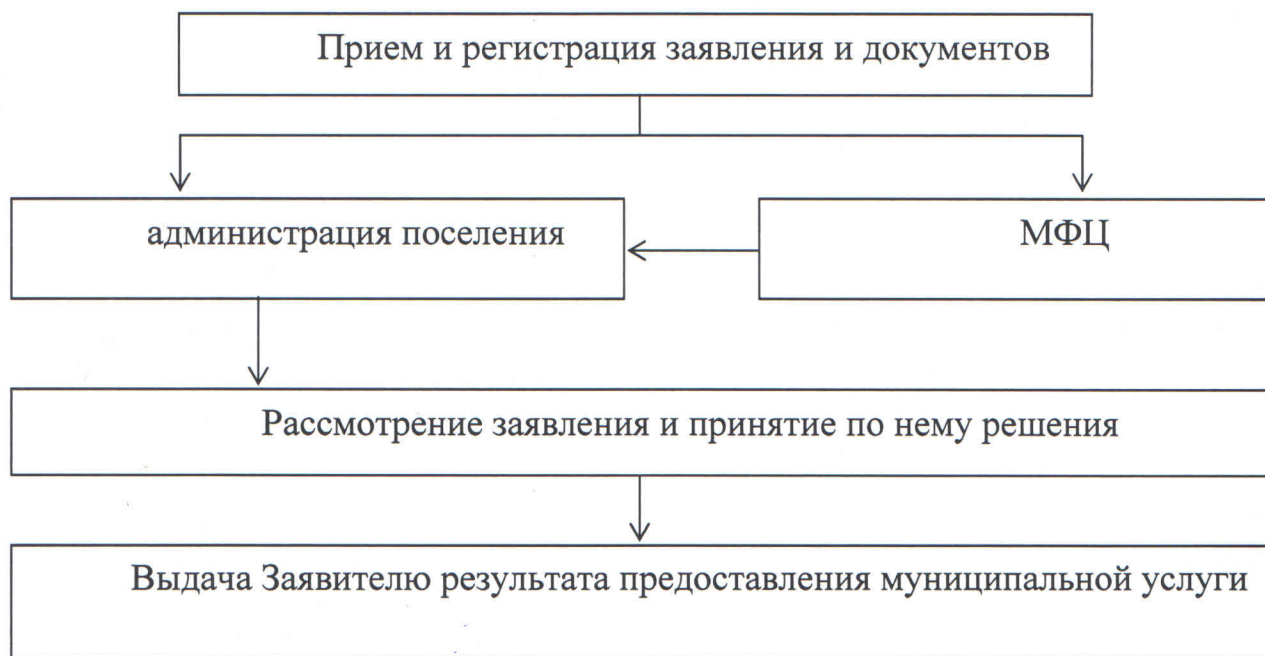 Прием и регистрация заявления и документов
администрация поселения
МФЦ
Рассмотрение заявления и принятие по нему решения
Выдача Заявителю результата предоставления муниципальной услуги